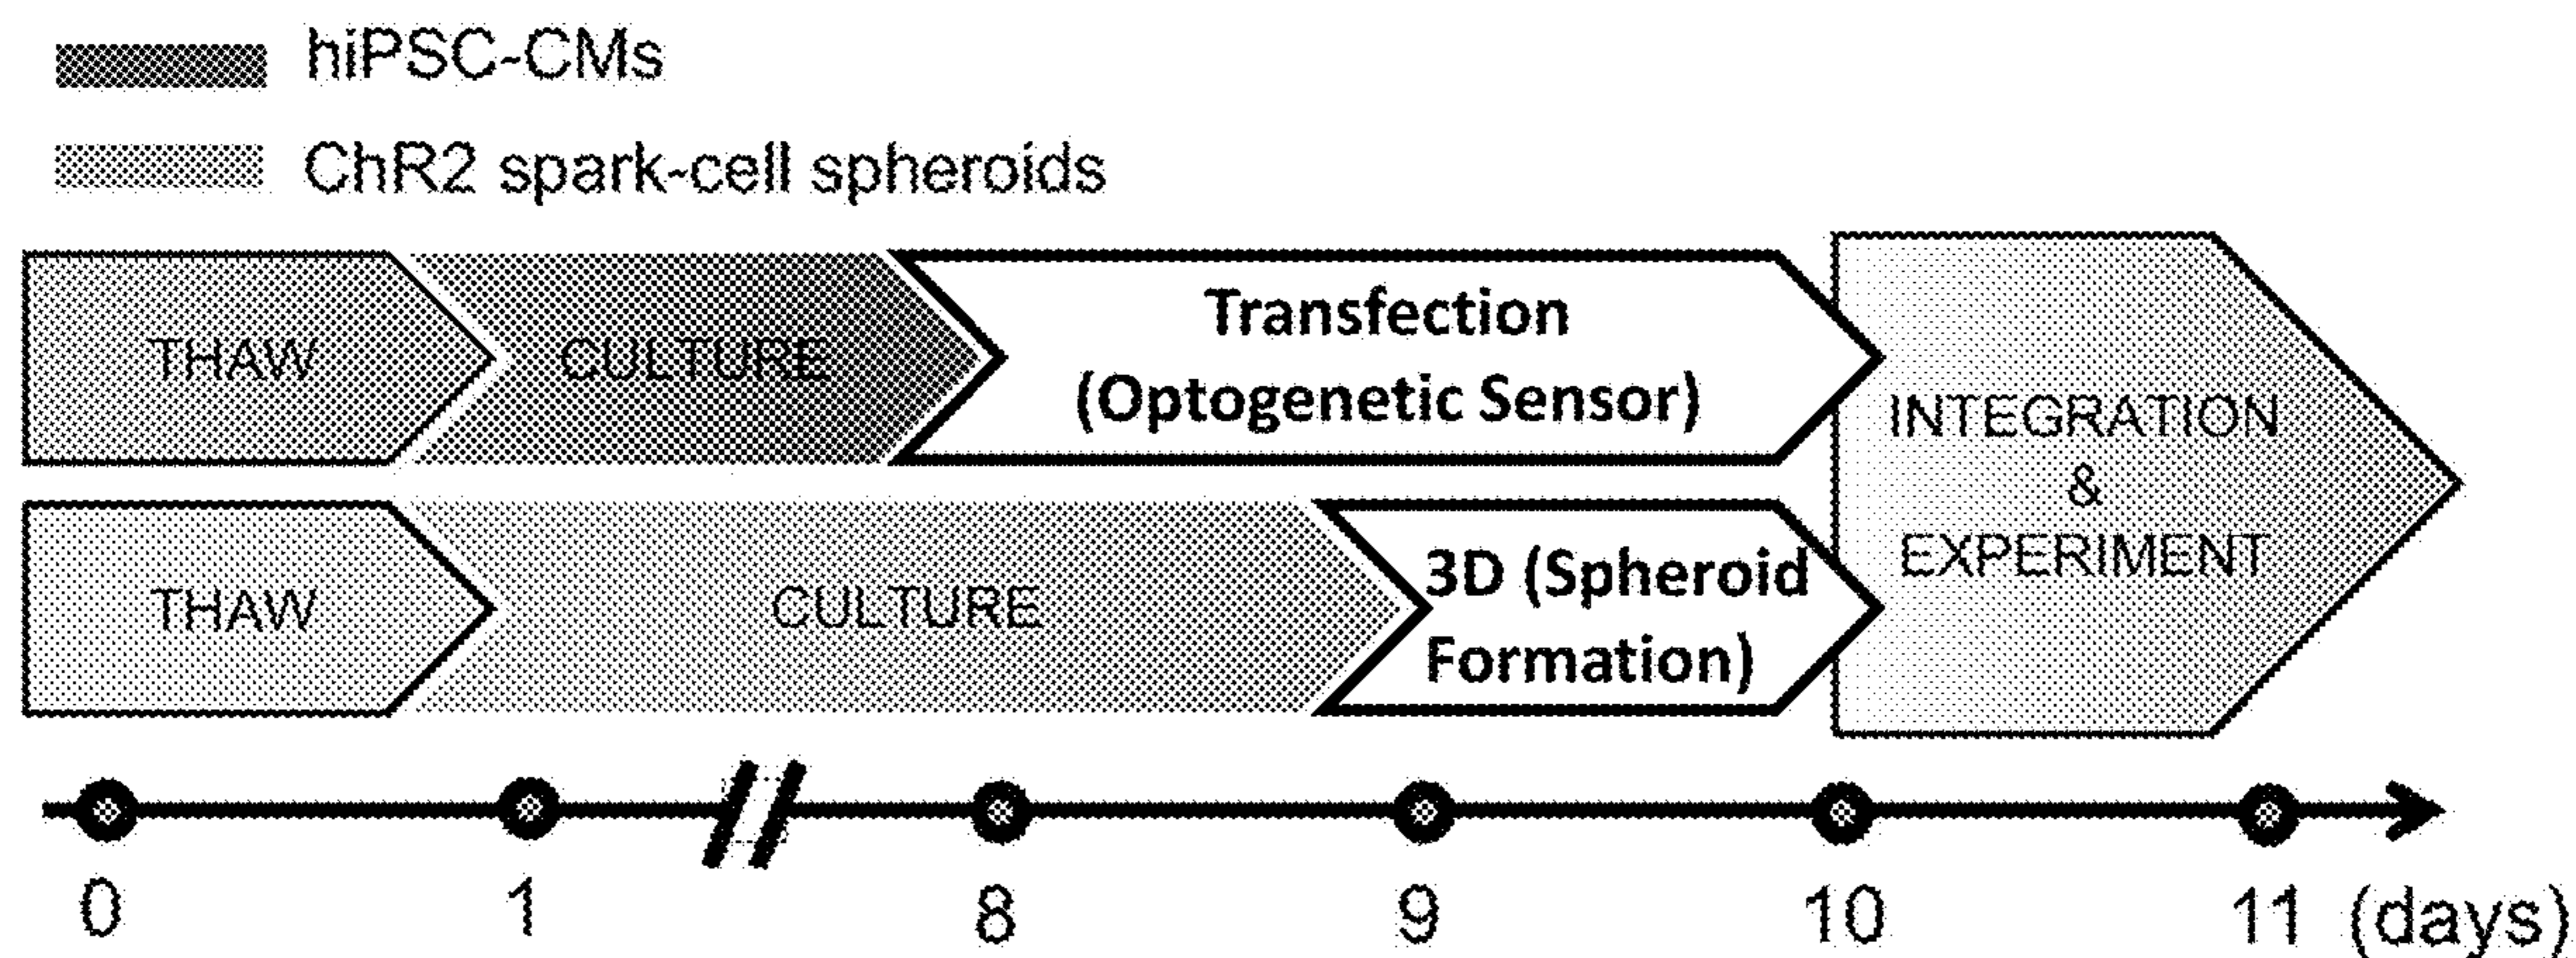 hiPSC-CMs
ChR2 spark-cell spheroids
THAW
CULTURE
Transfection
(Optogenetic Sensor)
THAW
CULTURE
3D (Spheroid
Formation)
INTEGRATION
&
EXPERIMENT
0 1 8 9 10 11 (days)